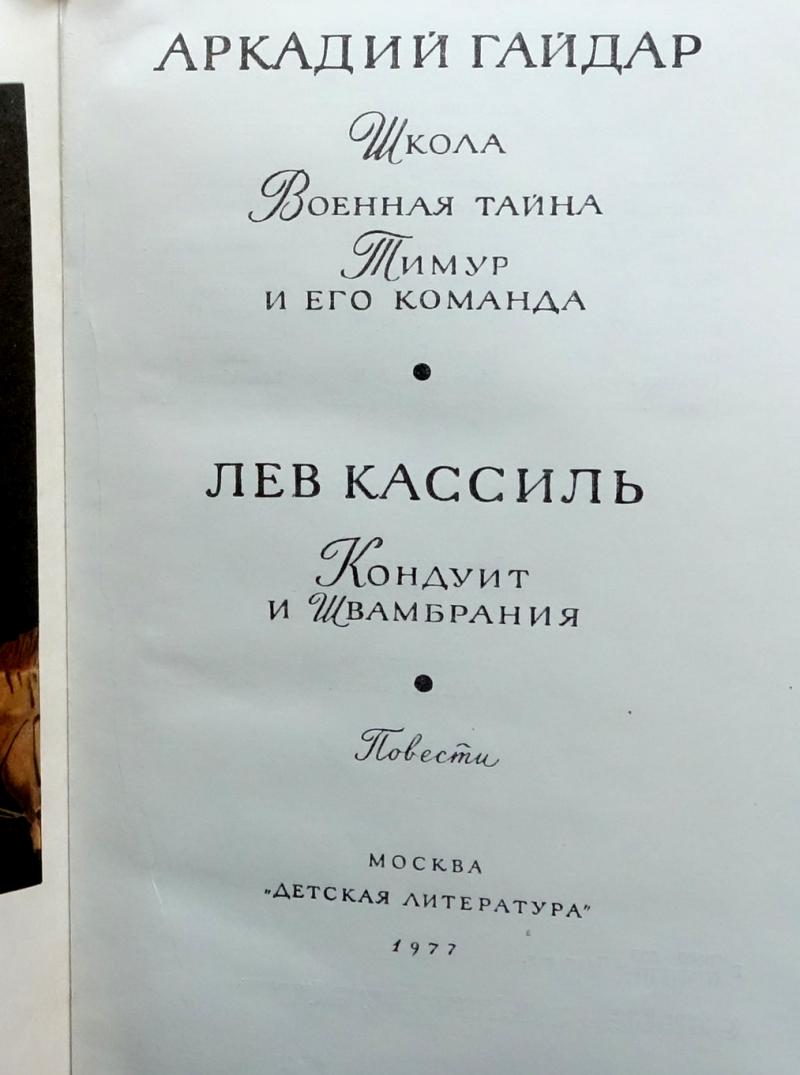 АРКАДИЙ ГАЙДАР
Школа
Военная тайна
Тимур
и его команда
ЛЕВ КАССИЛЬ
Кондуит
и Швамбрания
Повести
МОСКВА
"ДЕТСКАЯ ЛИТЕРАТУРА"
1977